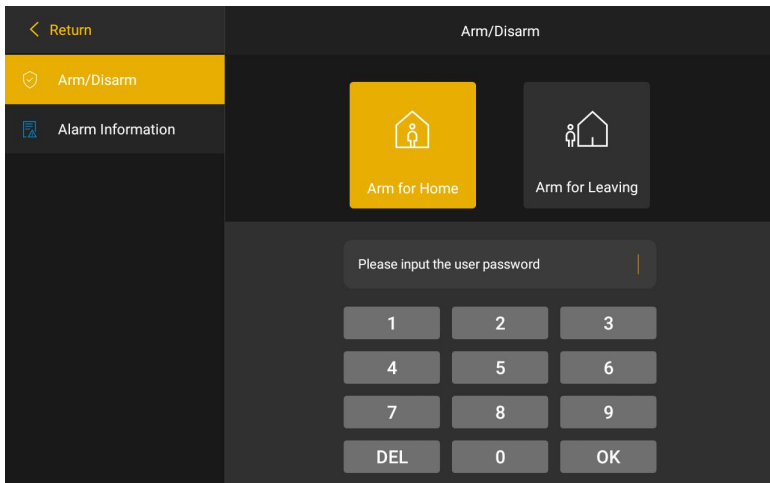 Return
Arm/Disarm
Arm/Disarm
Alarm Information
Arm for Home
Arm for Leaving
Please input the user password
1 2 3
4 5 6
7 8 9
DEL 0 OK